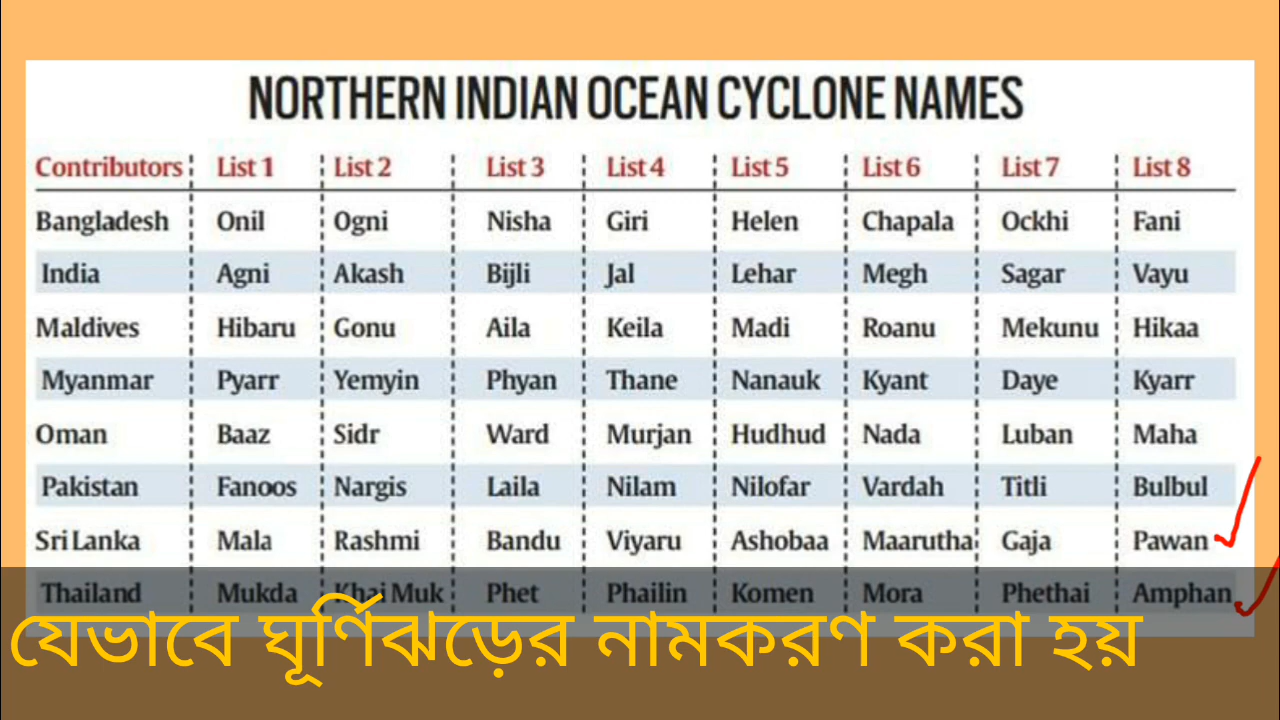 NORTHERN INDIAN OCEAN CYCLONE NAMES
Contributors List 1 List 2 List 3 List 4 List 5 List 6 List 7 List 8
Bangladesh Onil Ogni Nisha Giri Helen Chapala Ockhi Fani
India Agni Akash Bijli Jal Lehar Megh Sagar Vayu
Maldives Hibaru Gonu Aila Keila Madi Roanu Mekunu Hikaa
Myanmar Pyarr Yemyin Phyan Thane Nanauk Kyant Daye Kyarr
Oman Baaz Sidr Ward Murjan Hudhud Nada Luban Maha
Pakistan Fanoos Nargis Laila Nilam Nilofar Vardah Titli Bulbul
Sri Lanka Mala Rashmi Bandu Viyaru Ashobaa Maarutha Gaja Pawan
Thailand Mukda Khai Muk Phet Phailin Komen Mora Phethai Amphan
যেভাবে ঘূর্ণিঝড়ের নামকরণ করা হয়